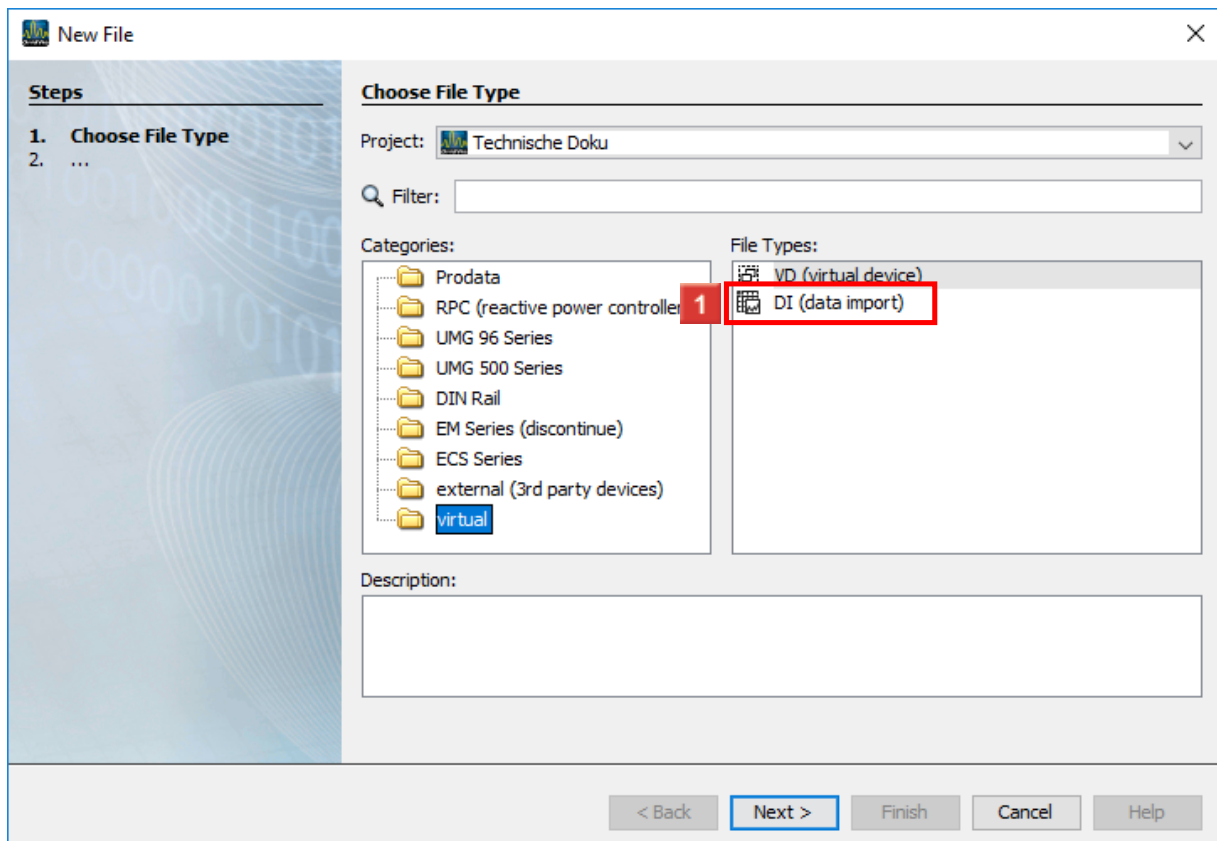 New File
Steps
1. Choose File Type
2. ...
Choose File Type
Project: Technische Doku
Filter:
Categories:
Prodata
RPC (reactive power controller
UMG 96 Series
UMG 500 Series
DIN Rail
EM Series (discontinue)
ECS Series
external (3rd party devices)
virtual
File Types:
VD (virtual device)
1 DI (data import)
Description:
< Back Next > Finish Cancel Help